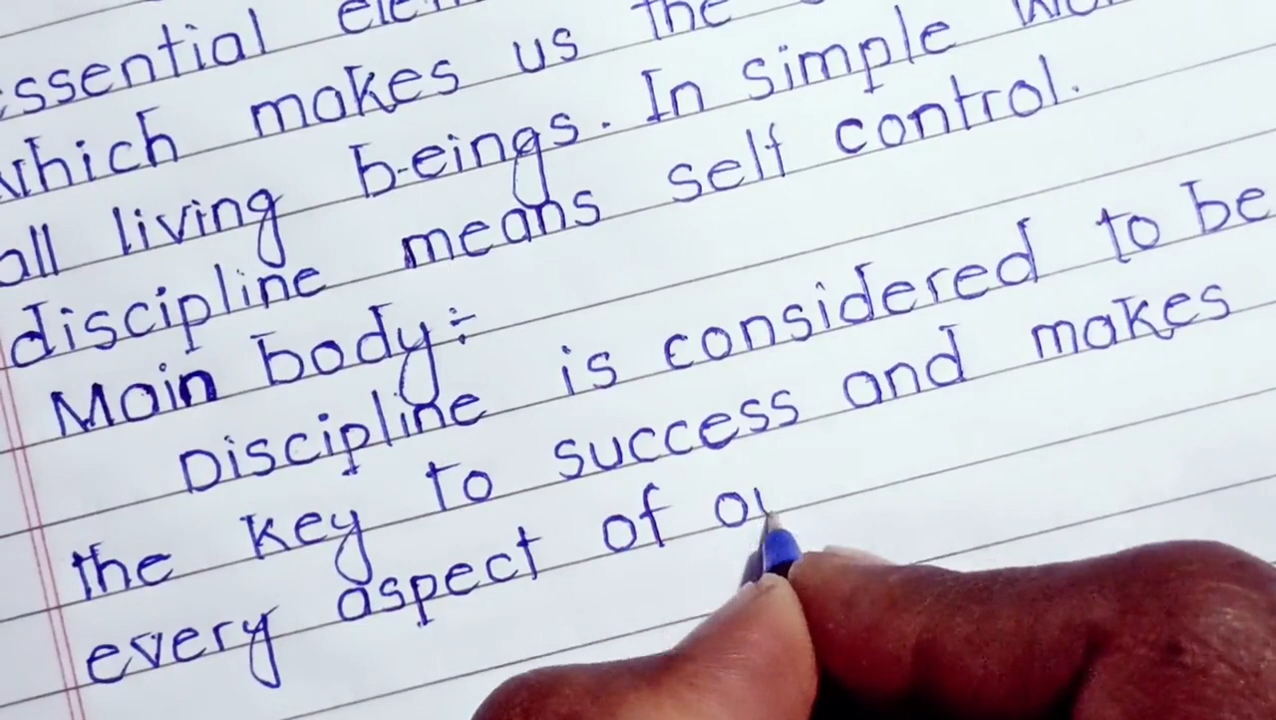 essential
which makes us the
all living beings. In simple
discipline means self control.
Main body:
Discipline is considered to be
the key to success and makes
every aspect of ou